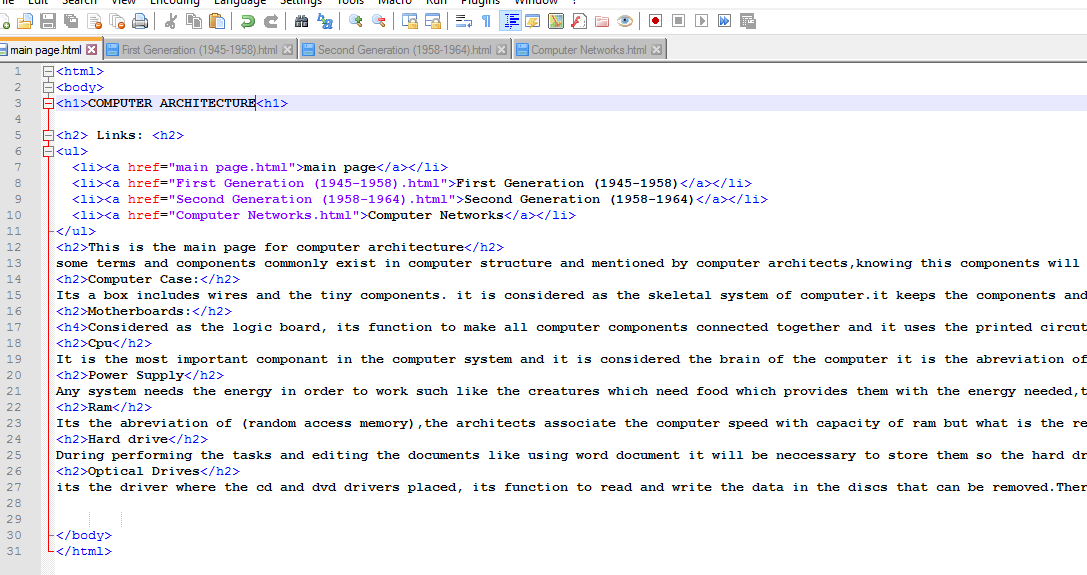 Edit Search View Encoding Language Settings Tools Macro Run Plugins Window ?
main page.html First Generation (1945-1958).html Second Generation (1958-1964).html Computer Networks.html
1 <html>
2 <body>
3 <h1>COMPUTER ARCHITECTURE<h1>
4
5 <h2> Links: <h2>
6 <ul>
7 <li><a href="main page.html">main page</a></li>
8 <li><a href="First Generation (1945-1958).html">First Generation (1945-1958)</a></li>
9 <li><a href="Second Generation (1958-1964).html">Second Generation (1958-1964)</a></li>
10 <li><a href="Computer Networks.html">Computer Networks</a></li>
11 </ul>
12 <h2>This is the main page for computer architecture</h2>
13 some terms and components commonly exist in computer structure and mentioned by computer architects,knowing this components will
14 <h2>Computer Case:</h2>
15 Its a box includes wires and the tiny components. it is considered as the skeletal system of computer.it keeps the components and
16 <h2>Motherboards:</h2>
17 <h4>Considered as the logic board, its function to make all computer components connected together and it uses the printed circut
18 <h2>Cpu</h2>
19 It is the most important componant in the computer system and it is considered the brain of the computer it is the abreviation of
20 <h2>Power Supply</h2>
21 Any system needs the energy in order to work such like the creatures which need food which provides them with the energy needed,t
22 <h2>Ram</h2>
23 Its the abreviation of (random access memory),the architects associate the computer speed with capacity of ram but what is the re
24 <h2>Hard drive</h2>
25 During performing the tasks and editing the documents like using word document it will be neccessary to store them so the hard dr
26 <h2>Optical Drives</h2>
27 its the driver where the cd and dvd drivers placed, its function to read and write the data in the discs that can be removed.Ther
28
29
30 </body>
31 </html>